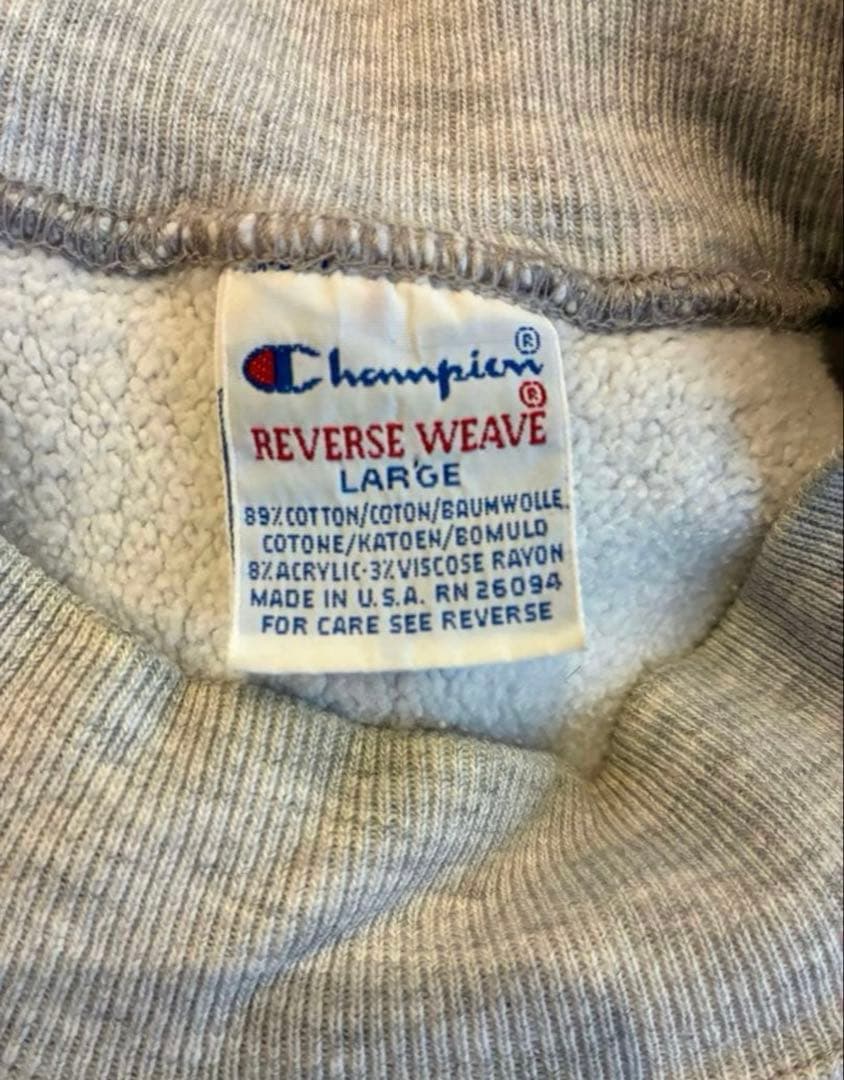 Champion®
REVERSE WEAVE®
LARGE
89% COTTON/COTON/BAUMWOLLE
COTONE/KATOEN/BOMULD
8% ACRYLIC·3% VISCOSE RAYON
MADE IN U.S.A. RN 26094
FOR CARE SEE REVERSE